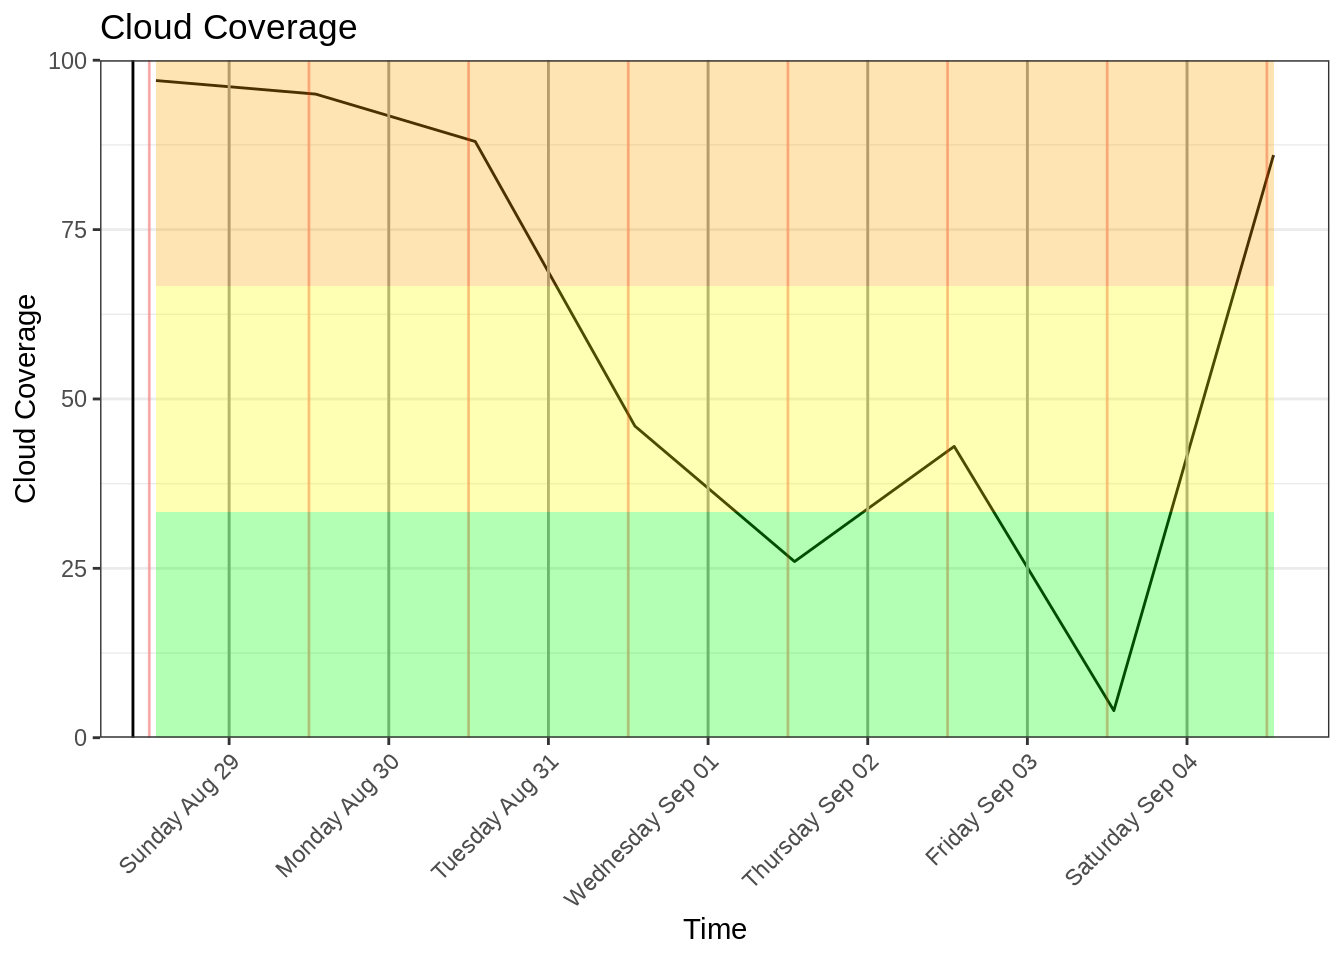 Cloud Coverage
100
75
50
25
0
Cloud Coverage
Sunday Aug 29
Monday Aug 30
Tuesday Aug 31
Wednesday Sep 01
Thursday Sep 02
Friday Sep 03
Saturday Sep 04
Time